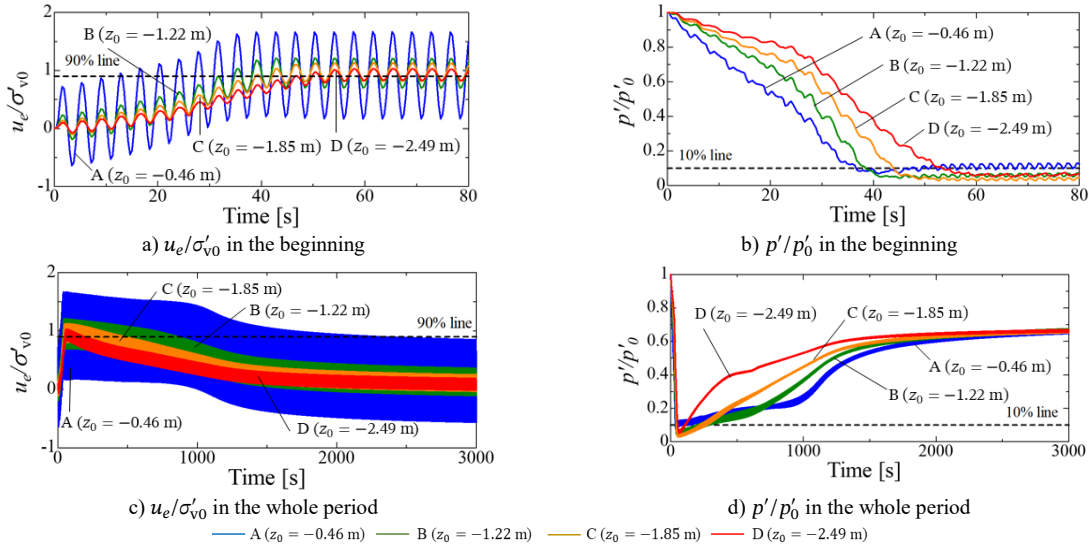 2
B (z₀ = −1.22 m)
90% line
1
0
C (z₀ = −1.85 m)
D (z₀ = −2.49 m)
A (z₀ = −0.46 m)
-1
uₑ/σ′ᵥ₀
0 20 40 60 80
Time [s]
a) uₑ/σ′ᵥ₀ in the beginning
1
0.8
0.6
0.4
0.2
0
p′/p′₀
A (z₀ = −0.46 m)
B (z₀ = −1.22 m)
C (z₀ = −1.85 m)
D (z₀ = −2.49 m)
10% line
0 20 40 60 80
Time [s]
b) p′/p′₀ in the beginning
2
C (z₀ = −1.85 m)
B (z₀ = −1.22 m)
90% line
1
0
A (z₀ = −0.46 m)
D (z₀ = −2.49 m)
-1
uₑ/σ′ᵥ₀
0 1000 2000 3000
Time [s]
c) uₑ/σ′ᵥ₀ in the whole period
1
0.8
0.6
0.4
0.2
0
p′/p′₀
D (z₀ = −2.49 m)
C (z₀ = −1.85 m)
A (z₀ = −0.46 m)
B (z₀ = −1.22 m)
10% line
0 1000 2000 3000
Time [s]
d) p′/p′₀ in the whole period
A (z₀ = −0.46 m) B (z₀ = −1.22 m) C (z₀ = −1.85 m) D (z₀ = −2.49 m)